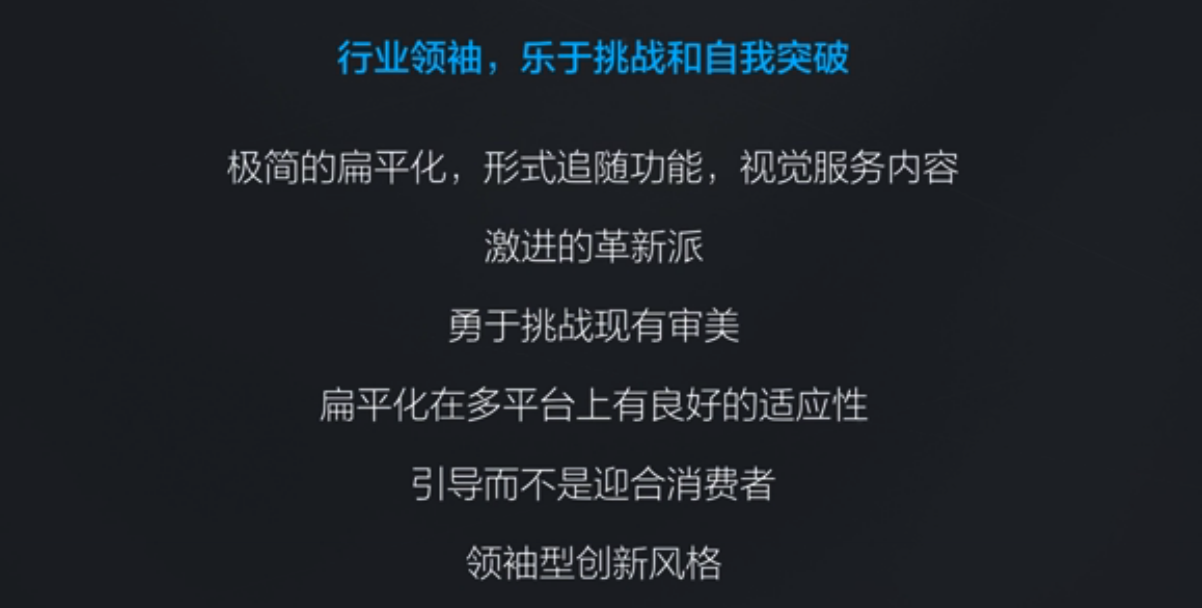 行业领袖，乐于挑战和自我突破
极简的扁平化，形式追随功能，视觉服务内容
激进的革新派
勇于挑战现有审美
扁平化在多平台上有良好的适应性
引导而不是迎合消费者
领袖型创新风格